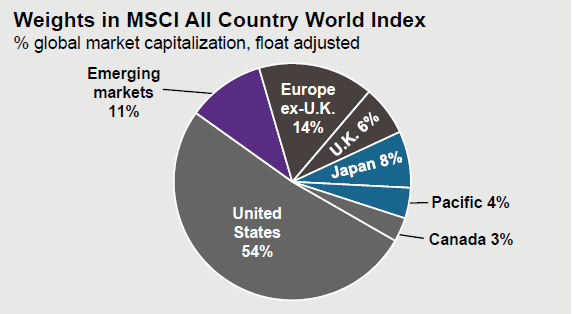 Weights in MSCI All Country World Index
% global market capitalization, float adjusted
Emerging
markets
11%
Europe
ex-U.K.
14%
U.K. 6%
Japan 8%
Pacific 4%
Canada 3%
United
States
54%